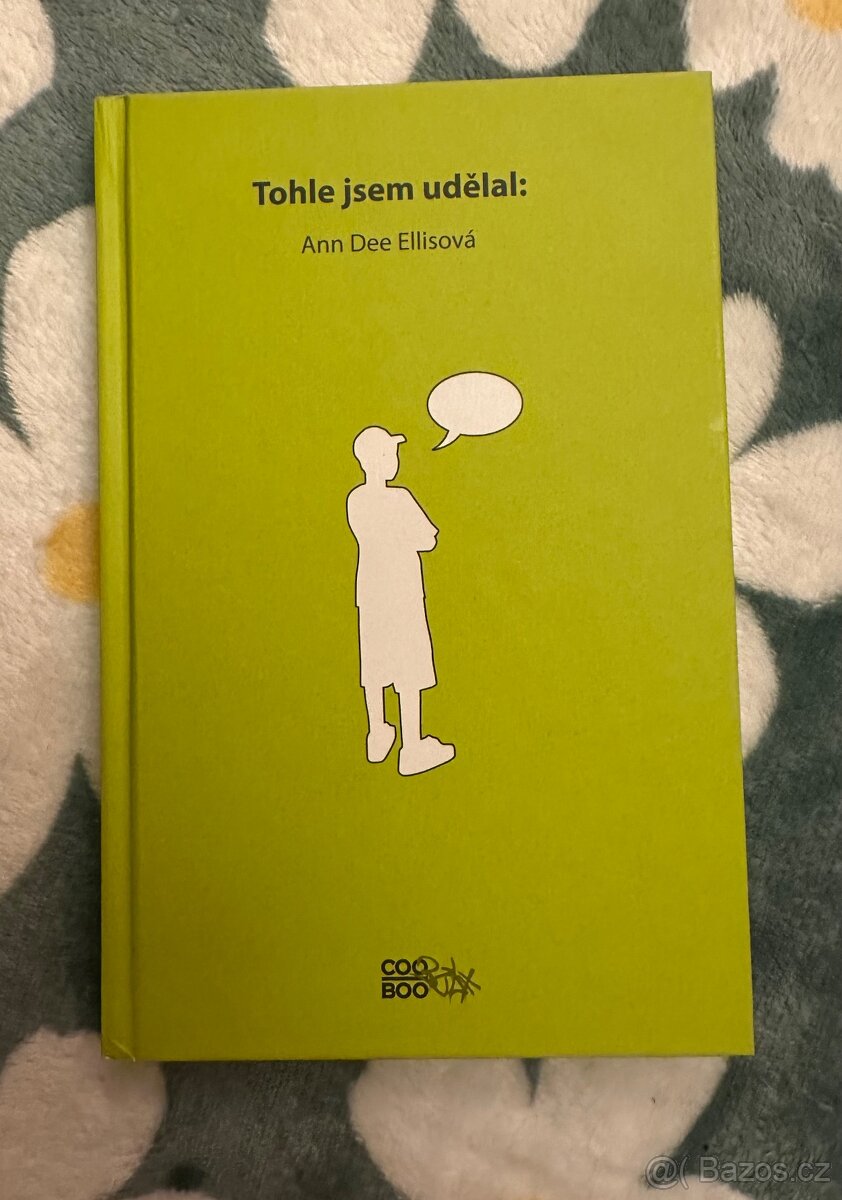 Tohle jsem udělal:
Ann Dee Ellisová
COO
BOO
@( Bazos.cz